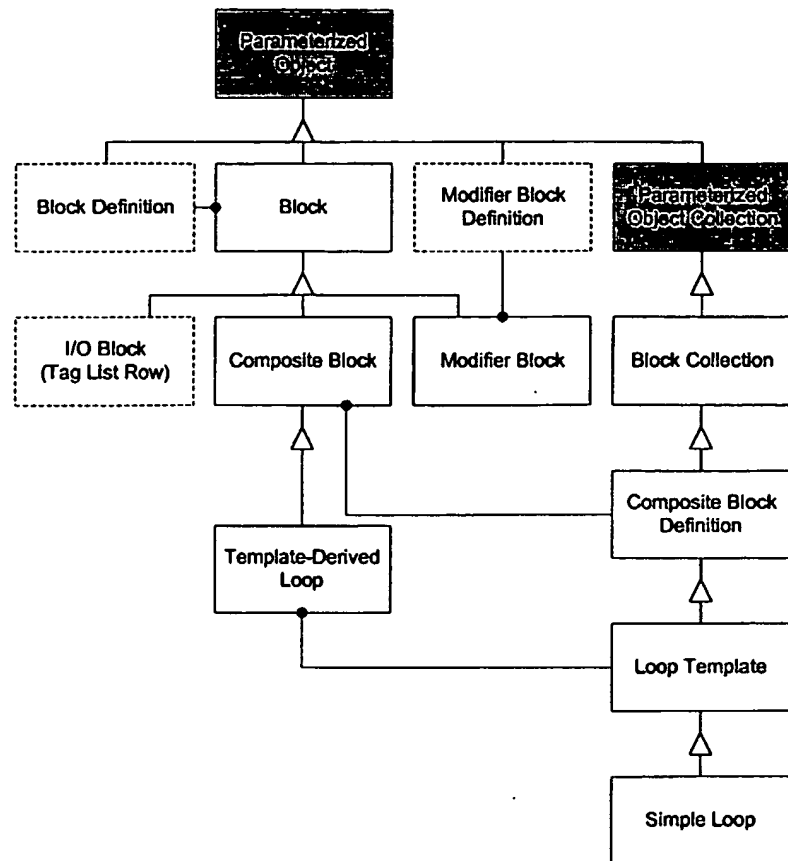 Parameterized
Object
Block Definition
Block
Modifier Block
Definition
Parameterized
Object Collection
I/O Block
(Tag List Row)
Composite Block
Modifier Block
Block Collection
Composite Block
Definition
Template-Derived
Loop
Loop Template
Simple Loop